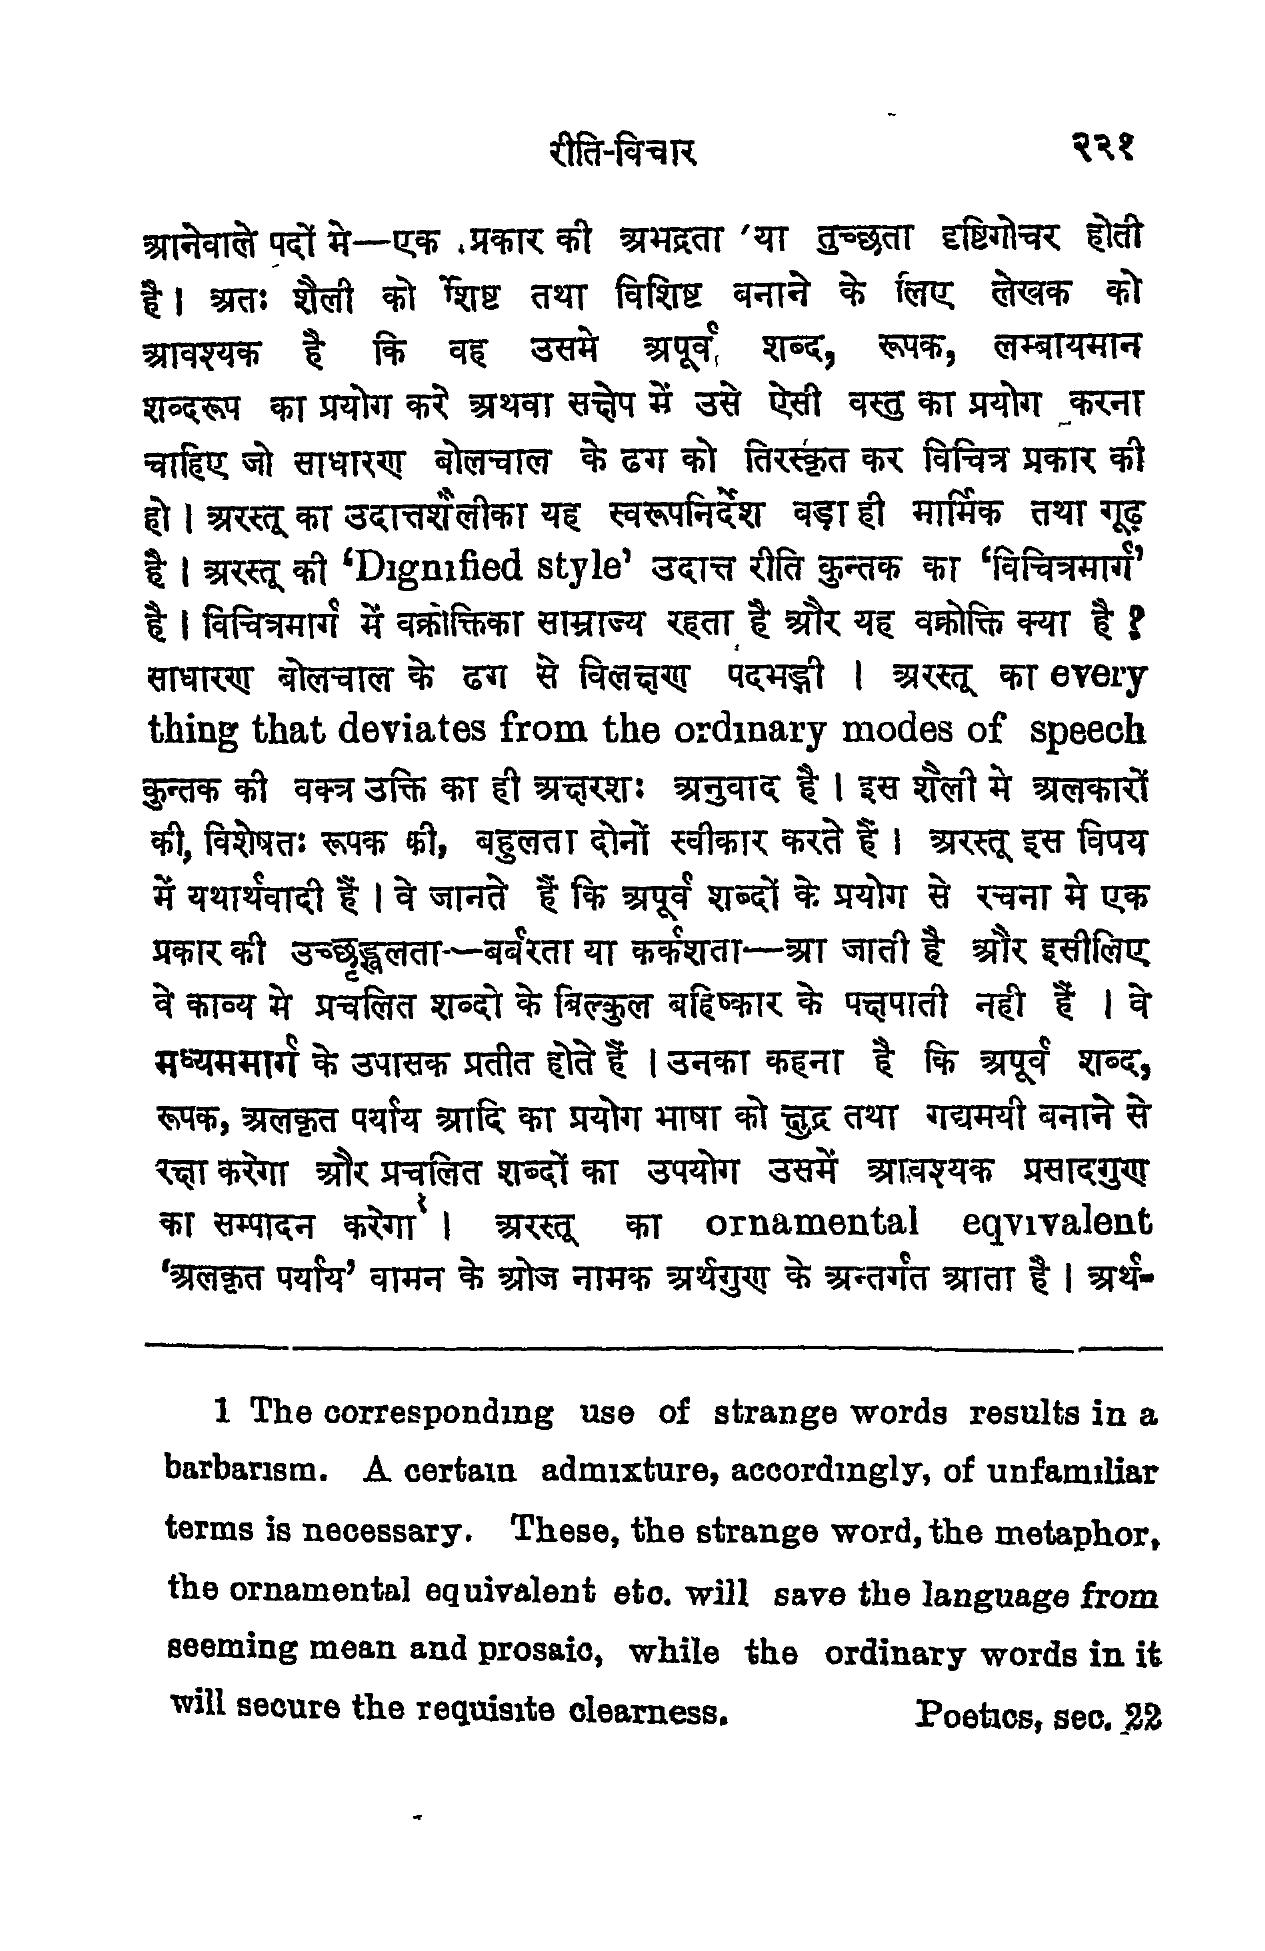 रीति-विचार २२१
आनेवाले पदों मे—एक प्रकार की अभद्रता या तुच्छता दृष्टिगोचर होती
है । अतः शैली को शिष्ट तथा विशिष्ट बनाने के लिए लेखक को
आवश्यक है कि वह उसमे अपूर्व शब्द, रूपक, लम्बायमान
शब्दरूप का प्रयोग करे अथवा सक्षेप में उसे ऐसी वस्तु का प्रयोग करना
चाहिए जो साधारण बोलचाल के ढग को तिरस्कृत कर विचित्र प्रकार की
हो । अरस्तू का उदात्तशैलीका यह स्वरूपनिर्देश बड़ा ही मार्मिक तथा गूढ़
है । अरस्तू की ‘Dignified style’ उदात्त रीति कुन्तक का ‘विचित्रमार्ग’
है । विचित्रमार्ग में वक्रोक्तिका साम्राज्य रहता है और यह वक्रोक्ति क्या है ?
साधारण बोलचाल के ढग से विलक्षण पदभङ्गी । अरस्तू का every
thing that deviates from the ordinary modes of speech
कुन्तक की वक्त्र उक्ति का ही अक्षरशः अनुवाद है । इस शैली मे अलकारों
की, विशेषतः रूपक की, बहुलता दोनों स्वीकार करते हैं । अरस्तू इस विषय
में यथार्थवादी हैं । वे जानते हैं कि अपूर्व शब्दों के प्रयोग से रचना मे एक
प्रकार की उच्छृङ्खलता—बर्बरता या कर्कशता—आ जाती है और इसीलिए
वे काव्य मे प्रचलित शब्दो के बिल्कुल बहिष्कार के पक्षपाती नही हैं । वे
मध्यममार्ग के उपासक प्रतीत होते हैं । उनका कहना है कि अपूर्व शब्द,
रूपक, अलकृत पर्याय आदि का प्रयोग भाषा को क्षुद्र तथा गद्यमयी बनाने से
रक्षा करेगा और प्रचलित शब्दों का उपयोग उसमें आवश्यक प्रसादगुण
का सम्पादन करेगा१ । अरस्तू का ornamental eqvivalent
‘अलकृत पर्याय’ वामन के ओज नामक अर्थगुण के अन्तर्गत आता है । अर्थ-
1 The corresponding use of strange words results in a
barbarism. A certain admixture, accordingly, of unfamiliar
terms is necessary. These, the strange word, the metaphor,
the ornamental equivalent etc. will save the language from
seeming mean and prosaic, while the ordinary words in it
will secure the requisite clearness. Poetics, sec. 22